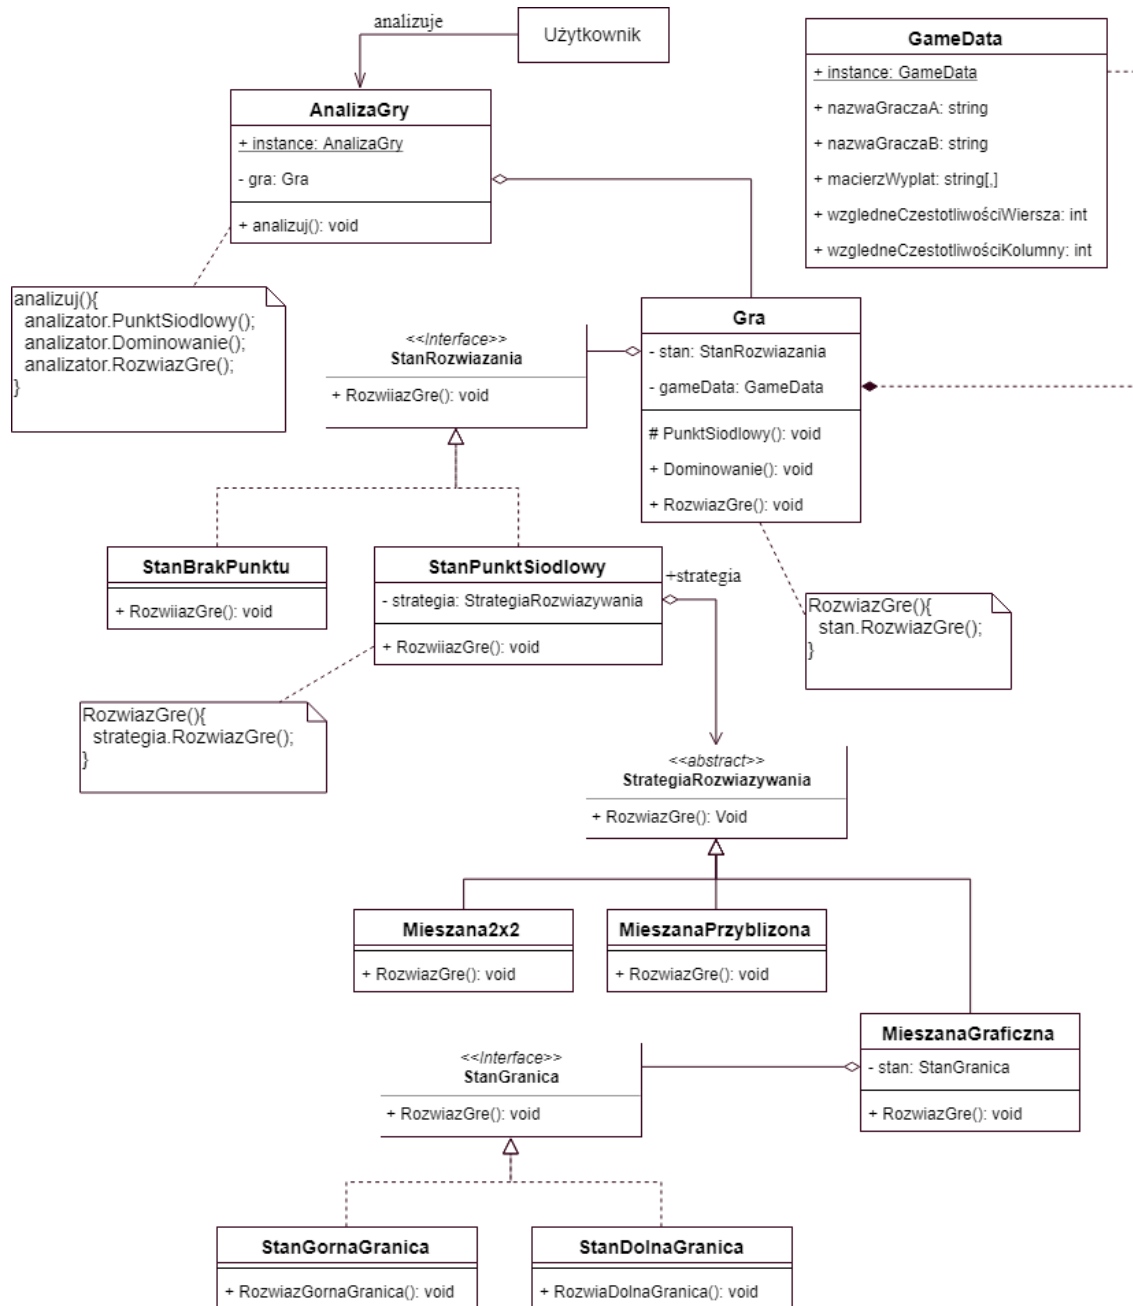 analizuje
Użytkownik
GameData
+ instance: GameData
+ nazwaGraczaA: string
+ nazwaGraczaB: string
+ macierzWyplat: string[,]
+ wzgledneCzestotliwościWiersza: int
+ wzgledneCzestotliwościKolumny: int
AnalizaGry
+ instance: AnalizaGry
- gra: Gra
+ analizuj(): void
analizuj(){
analizator.PunktSiodlowy();
analizator.Dominowanie();
analizator.RozwiazGre();
}
<<Interface>>
StanRozwiazania
+ RozwiiazGre(): void
Gra
- stan: StanRozwiazania
- gameData: GameData
# PunktSiodlowy(): void
+ Dominowanie(): void
+ RozwiazGre(): void
StanBrakPunktu
+ RozwiiazGre(): void
StanPunktSiodlowy
- strategia: StrategiaRozwiazywania
+ RozwiiazGre(): void
+strategia
RozwiazGre(){
stan.RozwiazGre();
}
RozwiazGre(){
strategia.RozwiazGre();
}
<<abstract>>
StrategiaRozwiazywania
+ RozwiazGre(): Void
Mieszana2x2
+ RozwiazGre(): void
MieszanaPrzyblizona
+ RozwiazGre(): void
MieszanaGraficzna
- stan: StanGranica
+ RozwiazGre(): void
<<Interface>>
StanGranica
+ RozwiazGre(): void
StanGornaGranica
+ RozwiazGornaGranica(): void
StanDolnaGranica
+ RozwiaDolnaGranica(): void